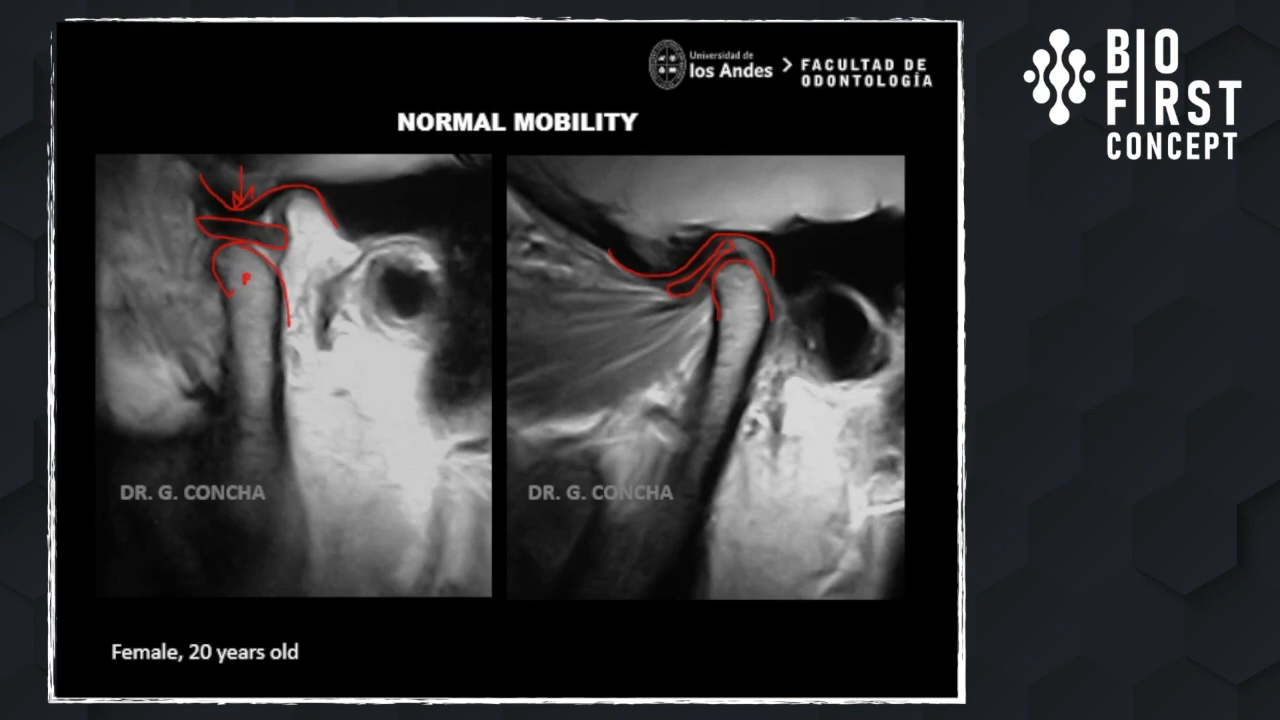 Universidad de
los Andes
FACULTAD DE
ODONTOLOGÍA
BIO
FIRST
CONCEPT
NORMAL MOBILITY
P
DR. G. CONCHA
DR. G. CONCHA
Female, 20 years old